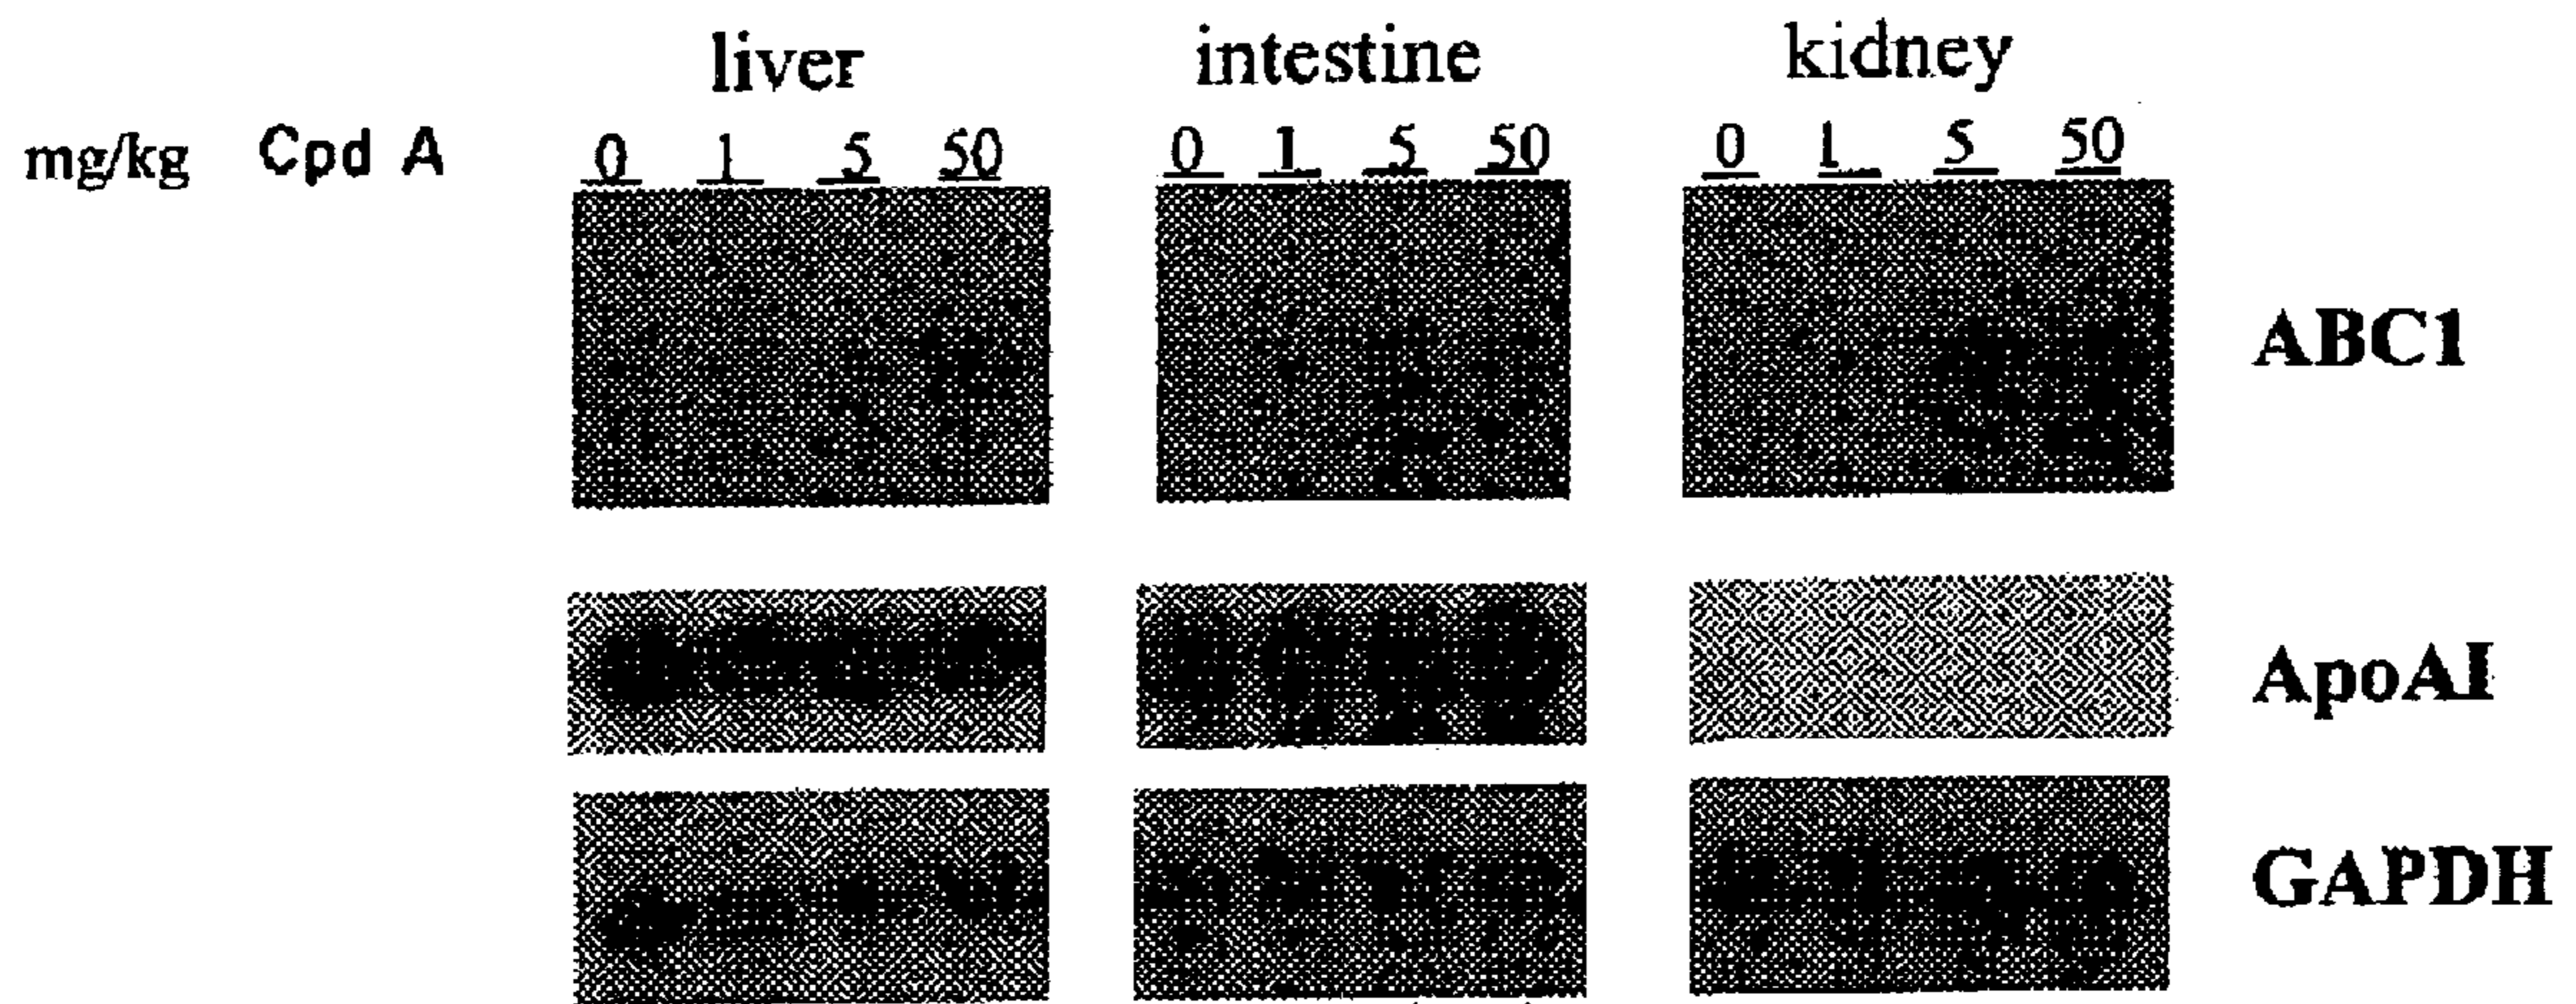 liver intestine kidney
mg/kg Cpd A 0 1 5 50 0 1 5 50 0 1 5 50
ABC1
ApoAI
GAPDH